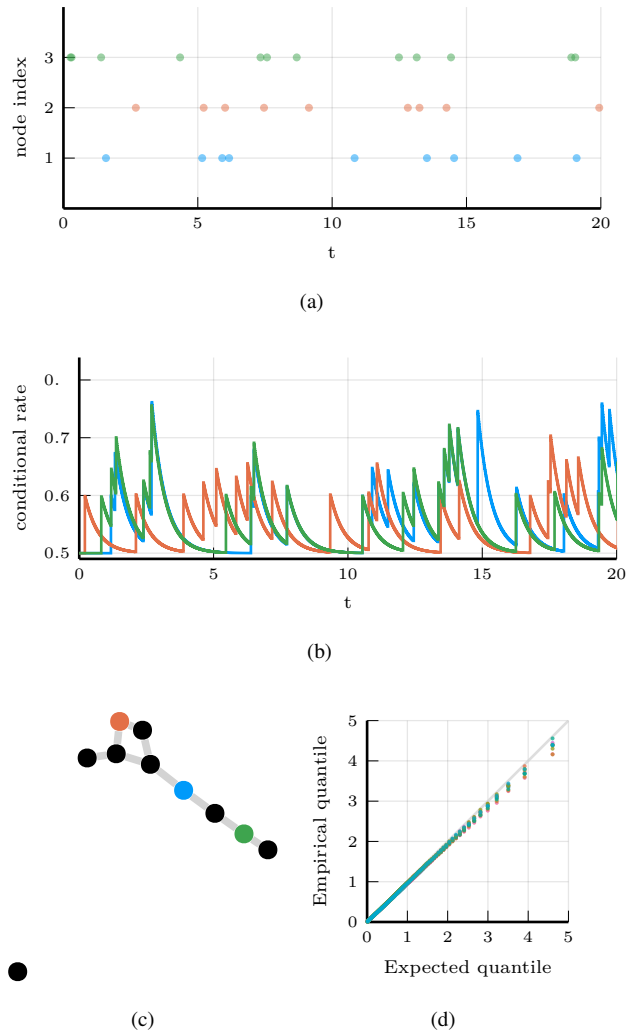 3
2
1
node index
0 5 10 15 20
t
(a)
0.
0.7
0.6
0.5
conditional rate
0 5 10 15 20
t
(b)
5
4
3
2
1
0
Empirical quantile
0 1 2 3 4 5
Expected quantile
(c) (d)